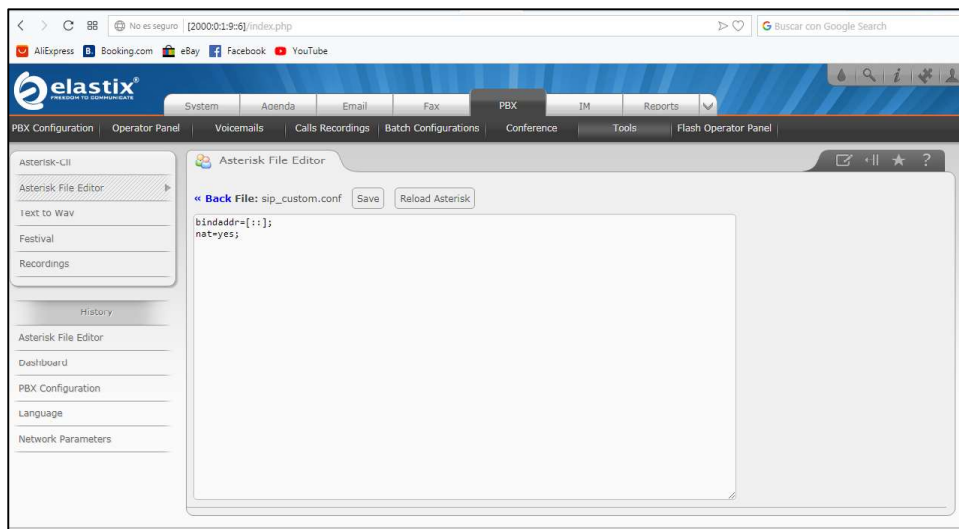 No es seguro [2000:0:1:9::6]/index.php
Buscar con Google Search
AliExpress B. Booking.com eBay Facebook YouTube
elastix®
FREEDOM TO COMMUNICATE
System Agenda Email Fax PBX IM Reports
PBX Configuration Operator Panel Voicemails Calls Recordings Batch Configurations Conference Tools Flash Operator Panel
Asterisk-Cli
Asterisk File Editor
Text to Wav
Festival
Recordings
History
Asterisk File Editor
Dashboard
PBX Configuration
Language
Network Parameters
Asterisk File Editor
« Back File: sip_custom.conf Save Reload Asterisk
bindaddr=[::];
nat=yes;